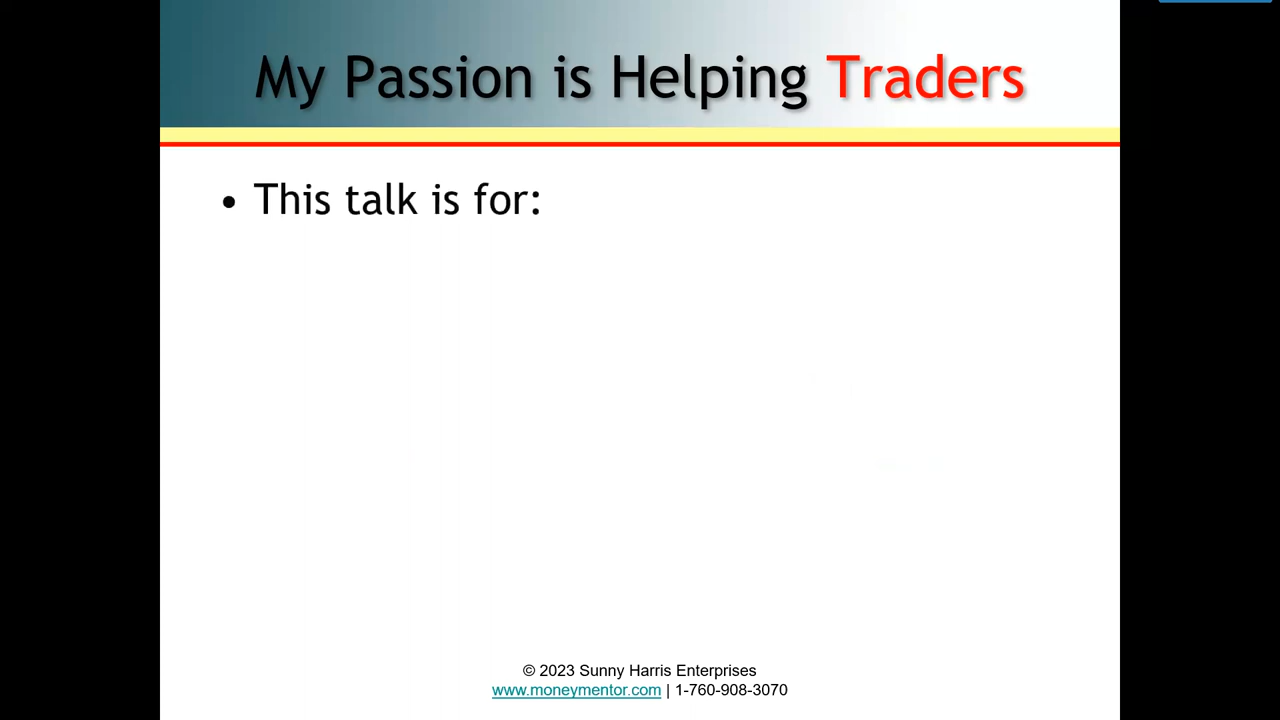 My Passion is Helping Traders
• This talk is for:
© 2023 Sunny Harris Enterprises
www.moneymentor.com | 1-760-908-3070